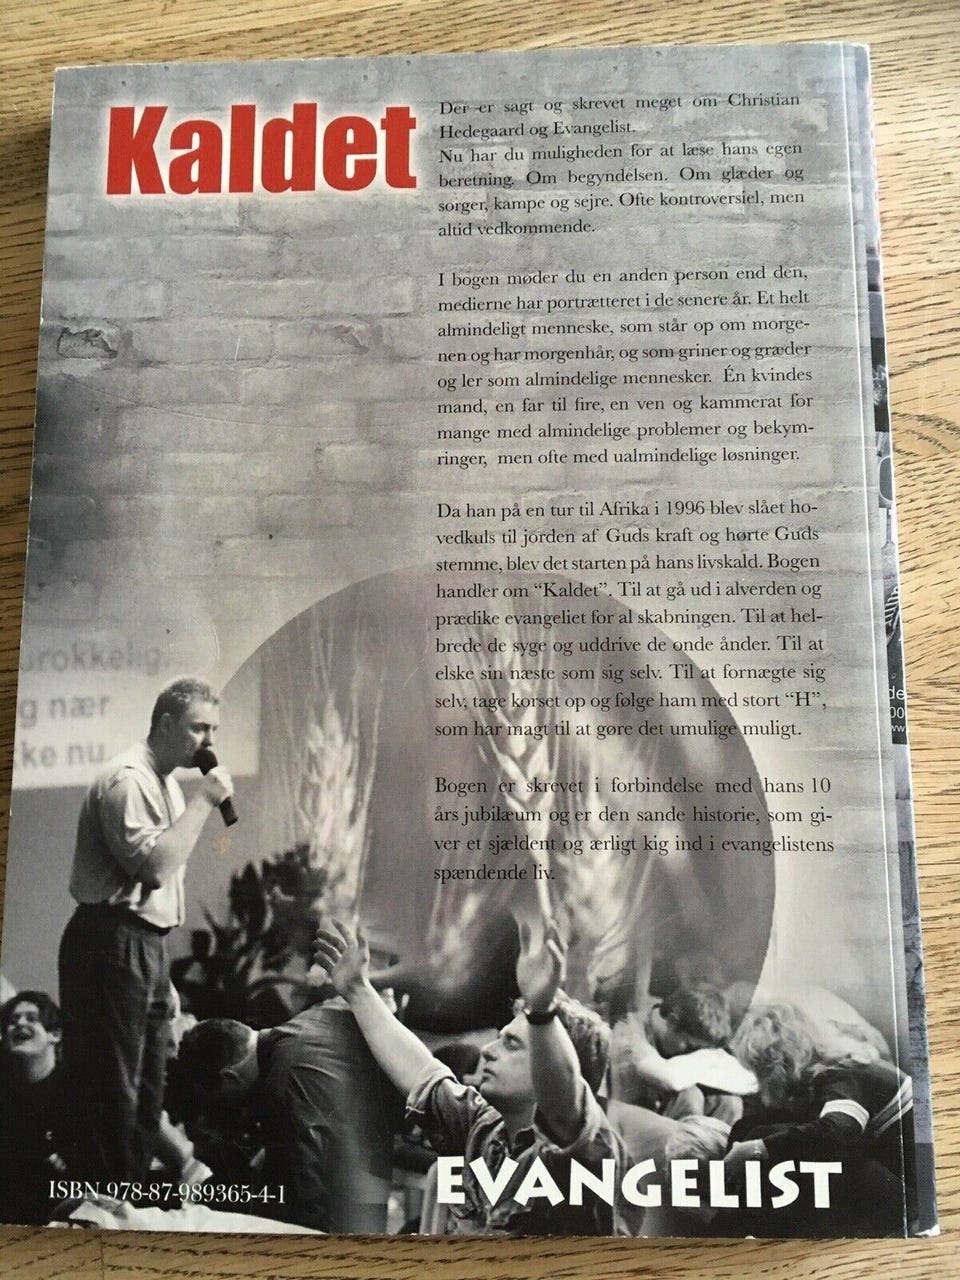 Kaldet
Der er sagt og skrevet meget om Christian
Hedegaard og Evangelist.
Nu har du muligheden for at læse hans egen
beretning. Om begyndelsen. Om glæder og
sorger, kampe og sejre. Ofte kontroversiel, men
altid vedkommende.
I bogen møder du en anden person end den,
medierne har portrætteret i de senere år. Et helt
almindeligt menneske, som står op om morge-
nen og har morgenhår, og som griner og græder
og ler som almindelige mennesker. Én kvindes
mand, en far til fire, en ven og kammerat for
mange med almindelige problemer og bekym-
ringer, men ofte med ualmindelige løsninger.
Da han på en tur til Afrika i 1996 blev slået ho-
vedkuls til jorden af Guds kraft og hørte Guds
stemme, blev det starten på hans livskald. Bogen
handler om “Kaldet”. Til at gå ud i alverden og
prædike evangeliet for al skabningen. Til at hel-
brede de syge og uddrive de onde ånder. Til at
elske sin næste som sig selv. Til at fornægte sig
selv, tage korset op og følge ham med stort “H”,
som har magt til at gøre det umulige muligt.
Bogen er skrevet i forbindelse med hans 10
års jubilæum og er den sande historie, som gi-
ver et sjældent og ærligt kig ind i evangelistens
spændende liv.
urokkelig
g nær
ke nu.
ISBN 978-87-989365-4-1
EVANGELIST